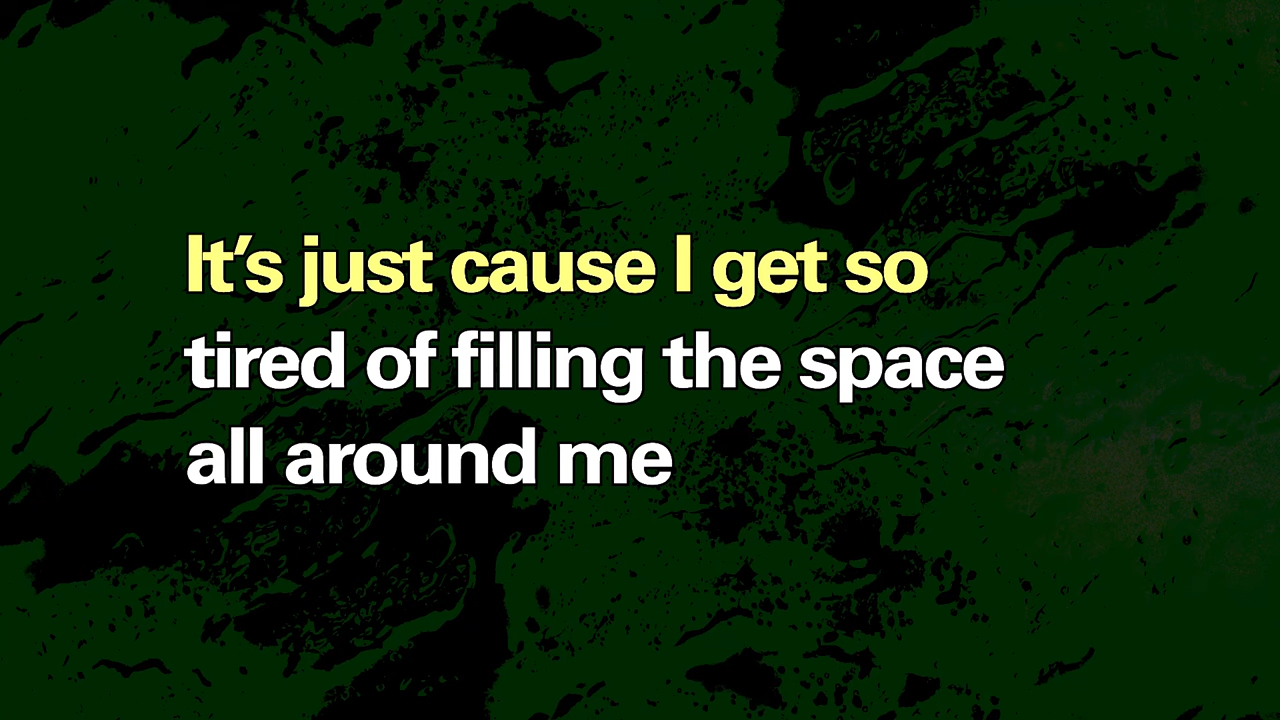 It's just cause I get so
tired of filling the space
all around me